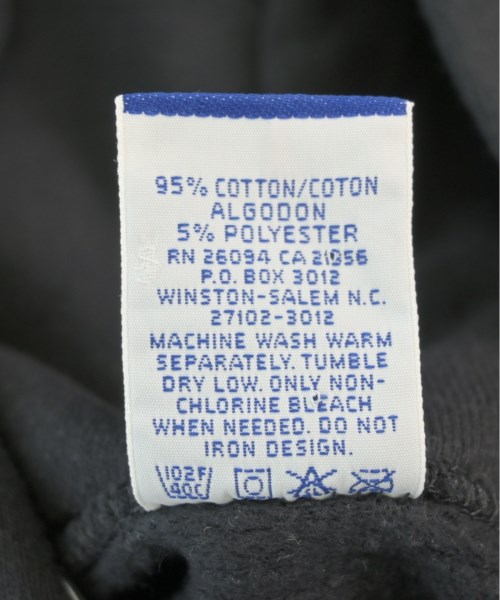 95% COTTON/COTON
ALGODON
5% POLYESTER
RN 26094 CA 21956
P.O. BOX 3012
WINSTON-SALEM N.C.
27102-3012
MACHINE WASH WARM
SEPARATELY. TUMBLE
DRY LOW. ONLY NON-
CHLORINE BLEACH
WHEN NEEDED. DO NOT
IRON DESIGN.
102F
40C